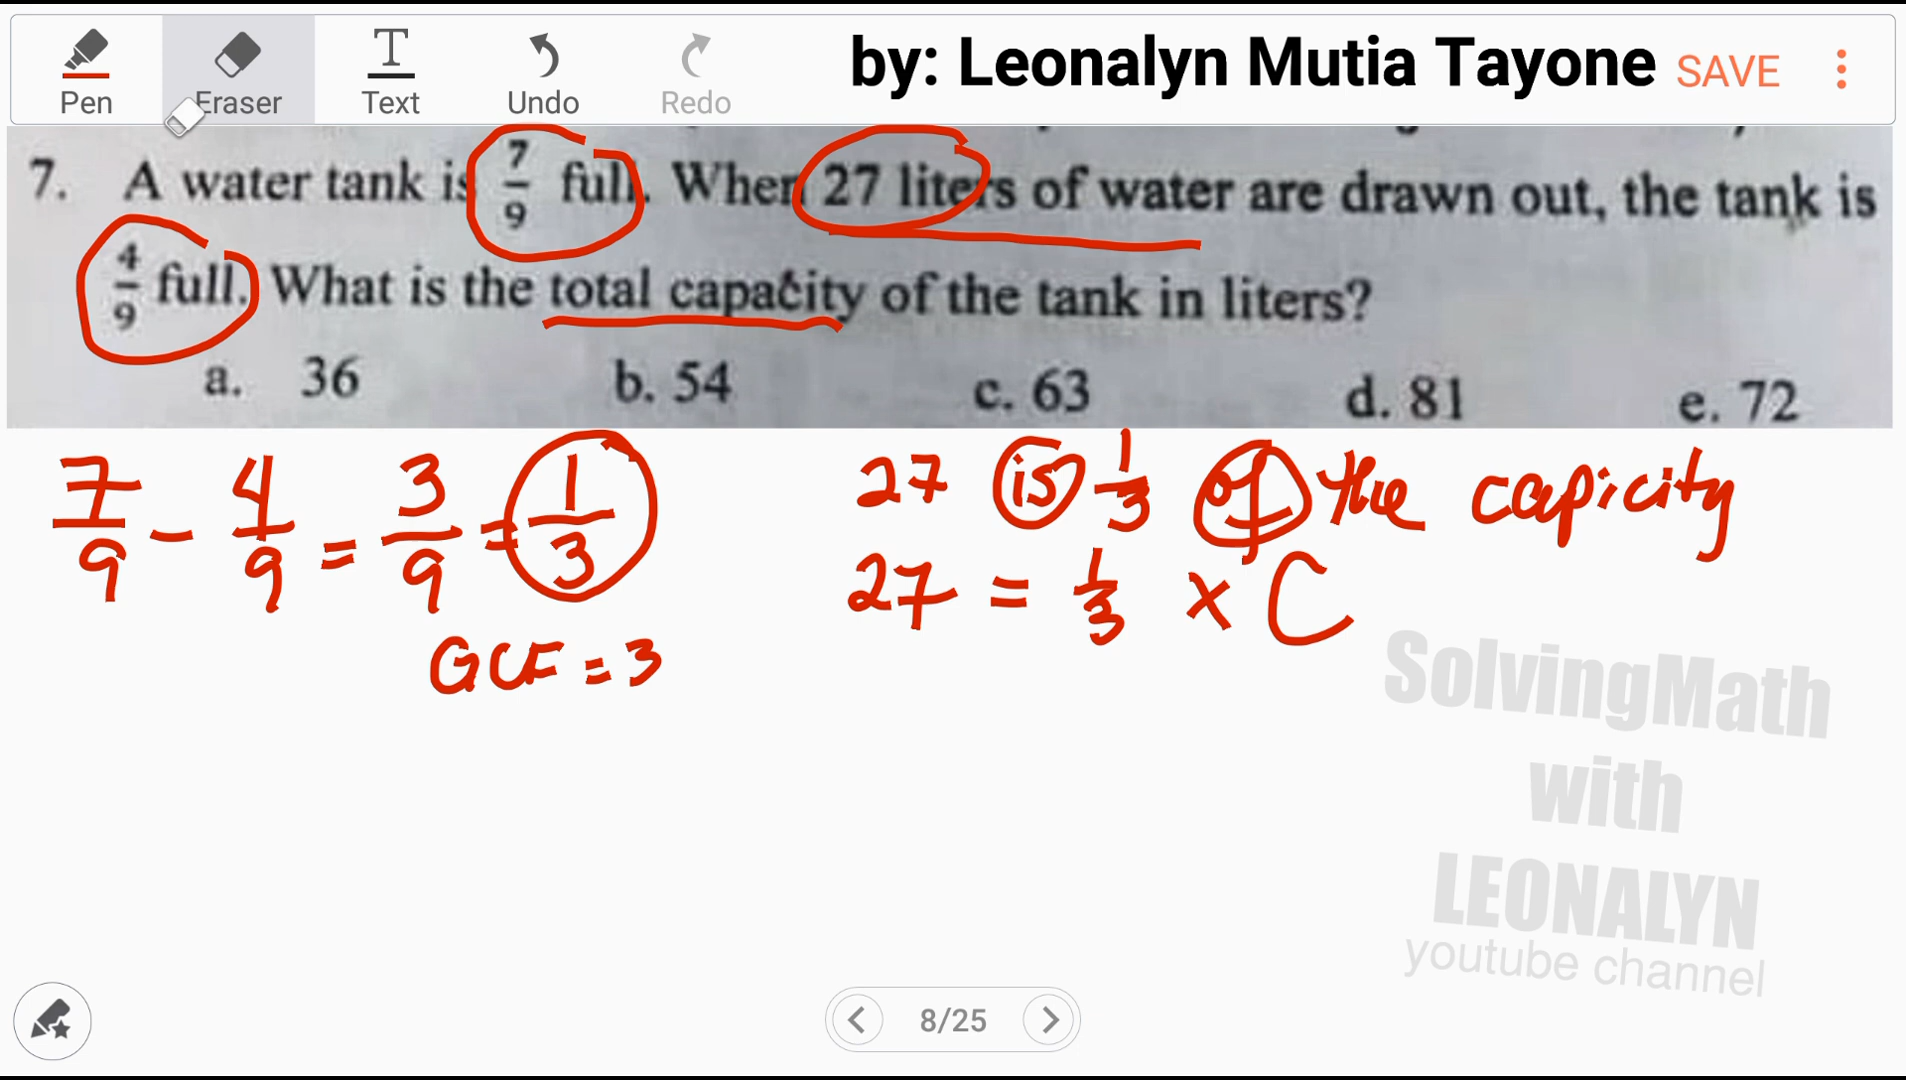 by: Leonalyn Mutia Tayone
SAVE
Pen
Eraser
Text
Undo
Redo
7. A water tank is 7/9 full. When 27 liters of water are drawn out, the tank is
4/9 full. What is the total capacity of the tank in liters?
a. 36 b. 54 c. 63 d. 81 e. 72
7/9 - 4/9 = 3/9 = 1/3
GCF = 3
27 is 1/3 of the capicity
27 = 1/3 x C
SolvingMath
with
LEONALYN
youtube channel
8/25